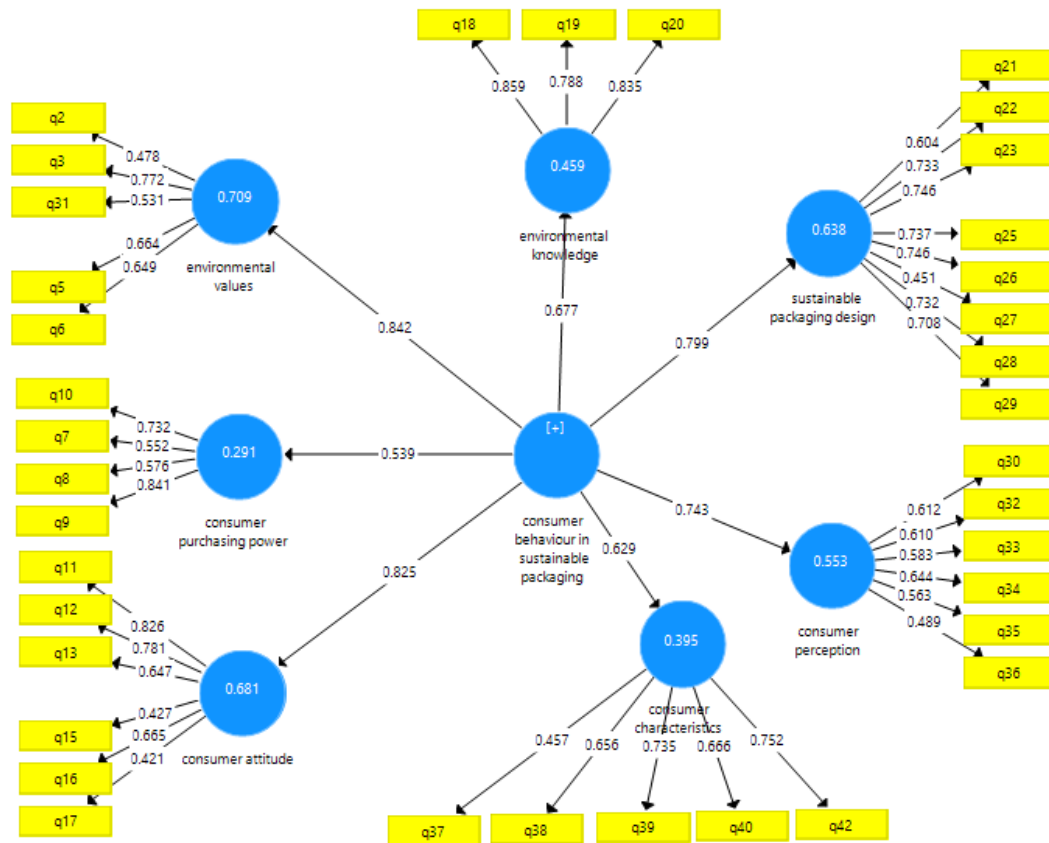 q18
q19
q20
0.859
0.788
0.835
0.459
environmental
knowledge
0.677
q2
q3
q31
q5
q6
0.478
0.772
0.531
0.664
0.649
0.709
environmental
values
0.842
q21
q22
q23
q25
q26
q27
q28
q29
0.604
0.733
0.746
0.737
0.746
0.451
0.732
0.708
0.638
sustainable
packaging design
0.799
q10
q7
q8
q9
0.732
0.552
0.576
0.841
0.291
consumer
purchasing power
0.539
[+]
consumer
behaviour in
sustainable
packaging
q30
q32
q33
q34
q35
q36
0.612
0.610
0.583
0.644
0.563
0.489
0.553
consumer
perception
0.743
q11
q12
q13
q15
q16
q17
0.826
0.781
0.647
0.427
0.665
0.421
0.681
consumer attitude
0.825
0.629
0.395
consumer
characteristics
0.457
0.656
0.735
0.666
0.752
q37
q38
q39
q40
q42